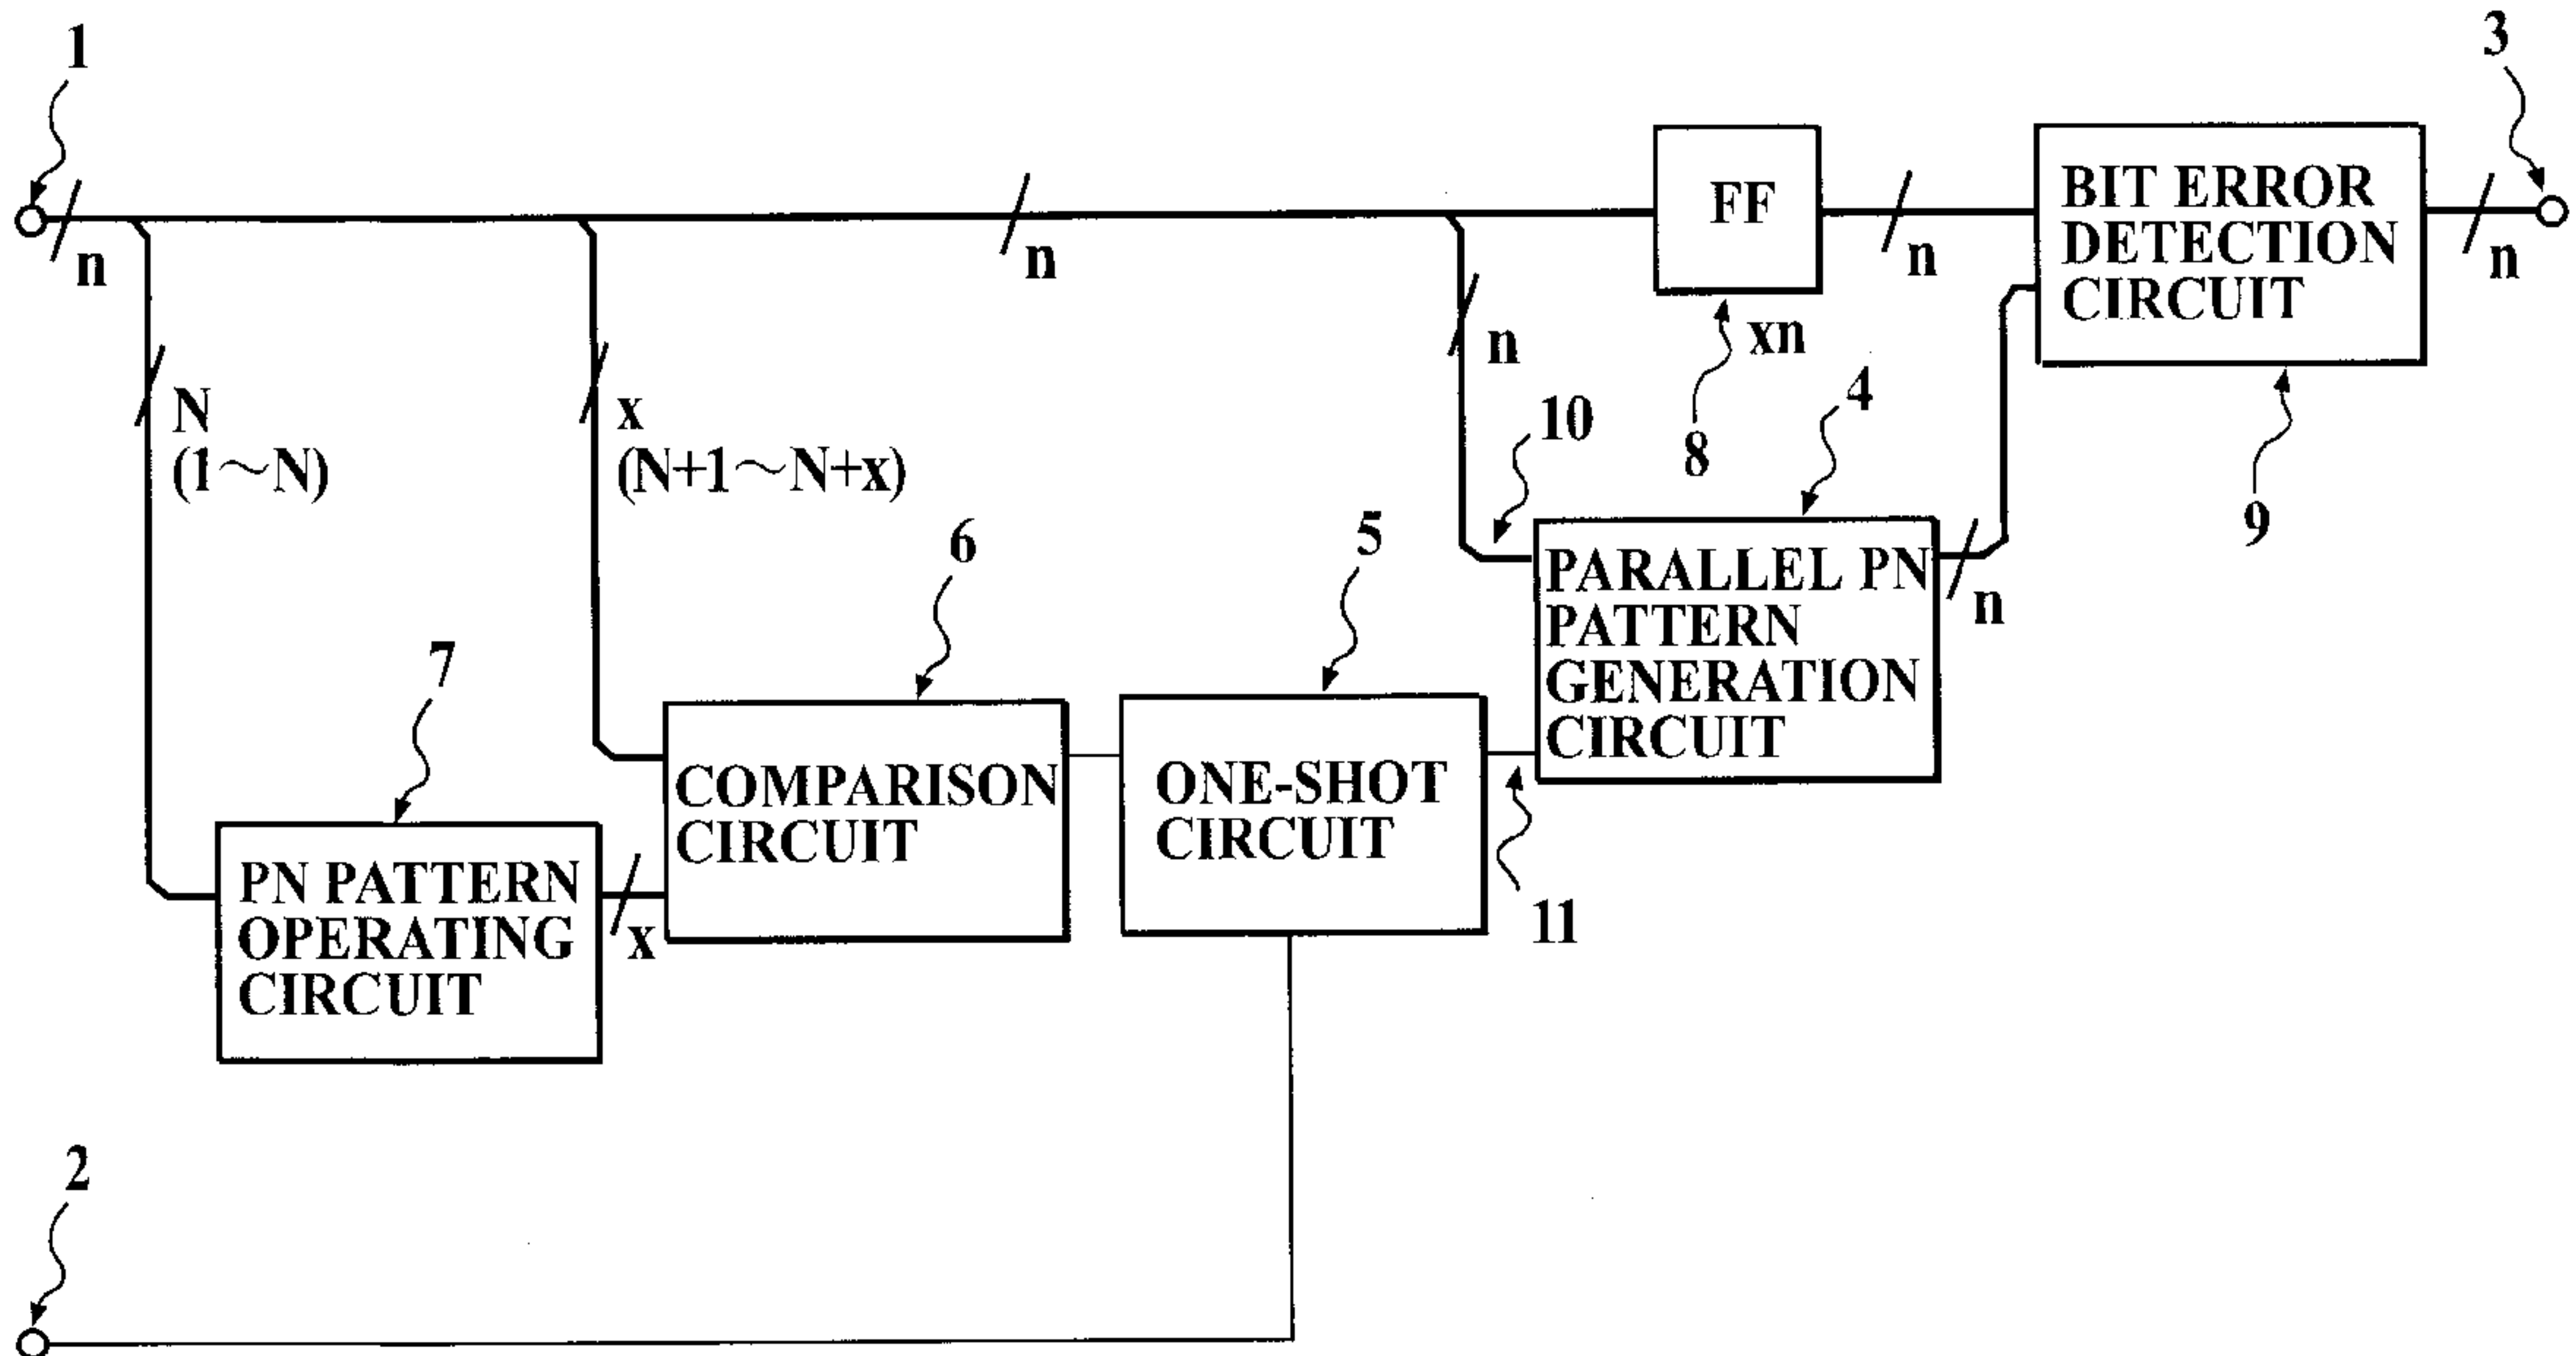 1
3
FF
BIT ERROR
DETECTION
CIRCUIT
n
n
n
n
n
xn
N
(1～N)
x
(N+1～N+x)
10
8
4
9
6
5
PARALLEL PN
PATTERN
GENERATION
CIRCUIT
n
7
COMPARISON
CIRCUIT
ONE-SHOT
CIRCUIT
PN PATTERN
OPERATING
CIRCUIT
x
11
2